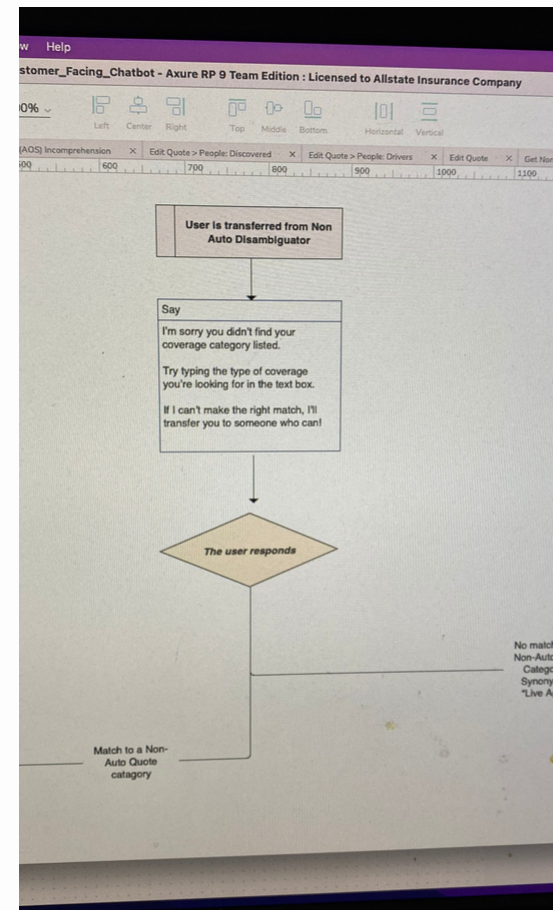 w Help
stomer_Facing_Chatbot - Axure RP 9 Team Edition : Licensed to Allstate Insurance Company
00%
Left Center Right Top Middle Bottom Horizontal Vertical
(AOS) Incomprehension X Edit Quote > People: Discovered X Edit Quote > People: Drivers X Edit Quote X Get Non
500 600 700 800 900 1000 1100
User is transferred from Non
Auto Disambiguator
Say
I'm sorry you didn't find your
coverage category listed.
Try typing the type of coverage
you're looking for in the text box.
If I can't make the right match, I'll
transfer you to someone who can!
The user responds
No match
Non-Auto
Catego
Synony
"Live A
Match to a Non-
Auto Quote
catagory